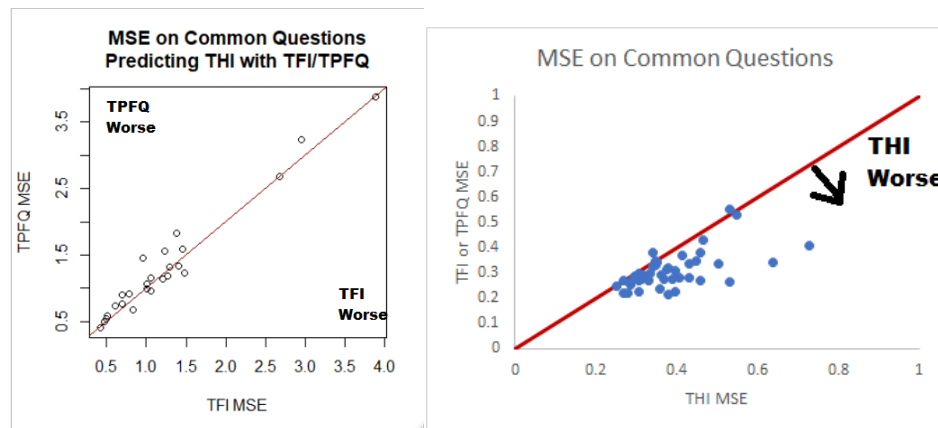 MSE on Common Questions
Predicting THI with TFI/TPFQ
TPFQ
Worse
TFI
Worse
TPFQ MSE
0.5
1.5
2.5
3.5
0.5
1.0
1.5
2.0
2.5
3.0
3.5
4.0
TFI MSE
MSE on Common Questions
THI
Worse
TFI or TPFQ MSE
1
0.9
0.8
0.7
0.6
0.5
0.4
0.3
0.2
0.1
0
0
0.2
0.4
0.6
0.8
1
THI MSE